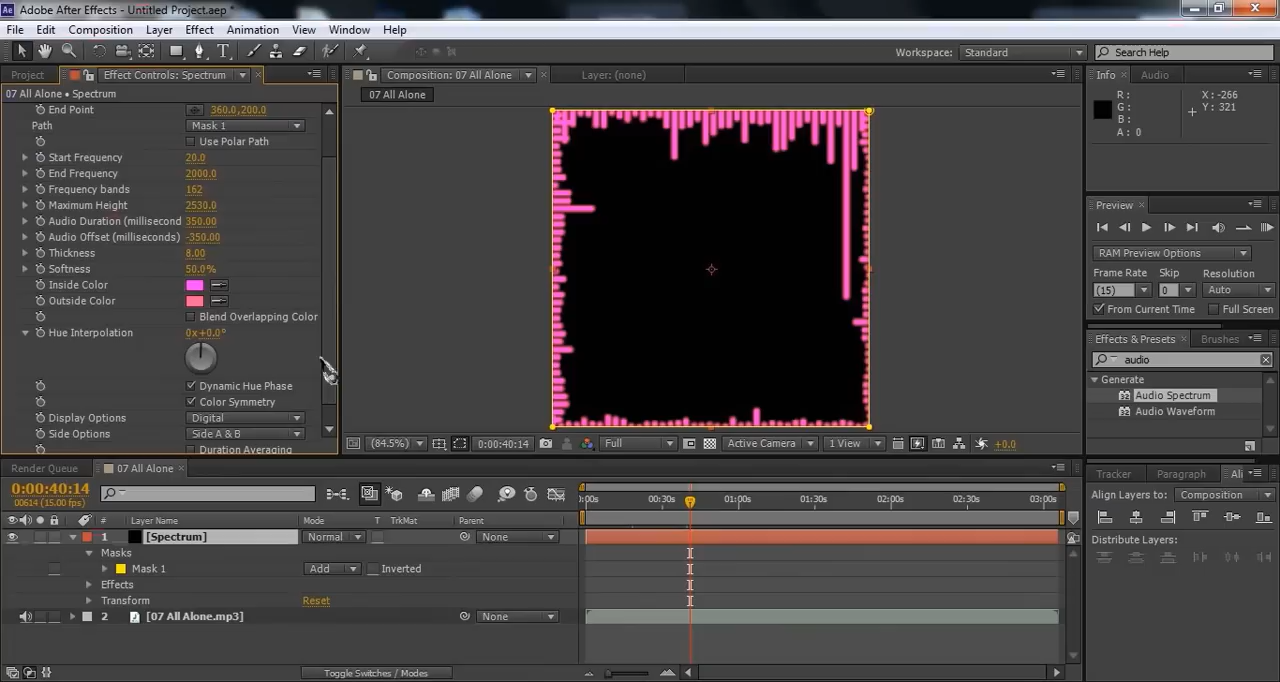 Adobe After Effects - Untitled Project.aep *
File Edit Composition Layer Effect Animation View Window Help
Workspace: Standard Search Help
Project Effect Controls: Spectrum Composition: 07 All Alone Layer: (none) Info Audio
07 All Alone • Spectrum 07 All Alone
R: X: -266
G: Y: 321
B:
A: 0
End Point 360.0,200.0
Path Mask 1
Use Polar Path
Start Frequency 20.0
End Frequency 2000.0
Frequency bands 162
Maximum Height 2530.0
Audio Duration (millisecond 350.00
Audio Offset (milliseconds) -350.00
Thickness 8.00
Softness 50.0%
Inside Color
Outside Color
Blend Overlapping Color
Hue Interpolation 0x+0.0°
Dynamic Hue Phase
Color Symmetry
Display Options Digital
Side Options Side A & B
Duration Averaging
Preview
RAM Preview Options
Frame Rate Skip Resolution
(15) 0 Auto
From Current Time Full Screen
Effects & Presets Brushes
audio
Generate
Audio Spectrum
Audio Waveform
(84.5%) 0:00:40:14 Full Active Camera 1 View +0.0
Render Queue 07 All Alone
0:00:40:14
00614 (15.00 fps)
:00s 00:30s 01:00s 01:30s 02:00s 02:30s 03:00s
# Layer Name Mode T TrkMat Parent
1 [Spectrum] Normal None
Masks
Mask 1 Add Inverted
Effects
Transform Reset
2 [07 All Alone.mp3] None
Toggle Switches / Modes
Tracker Paragraph Ali
Align Layers to: Composition
Distribute Layers: